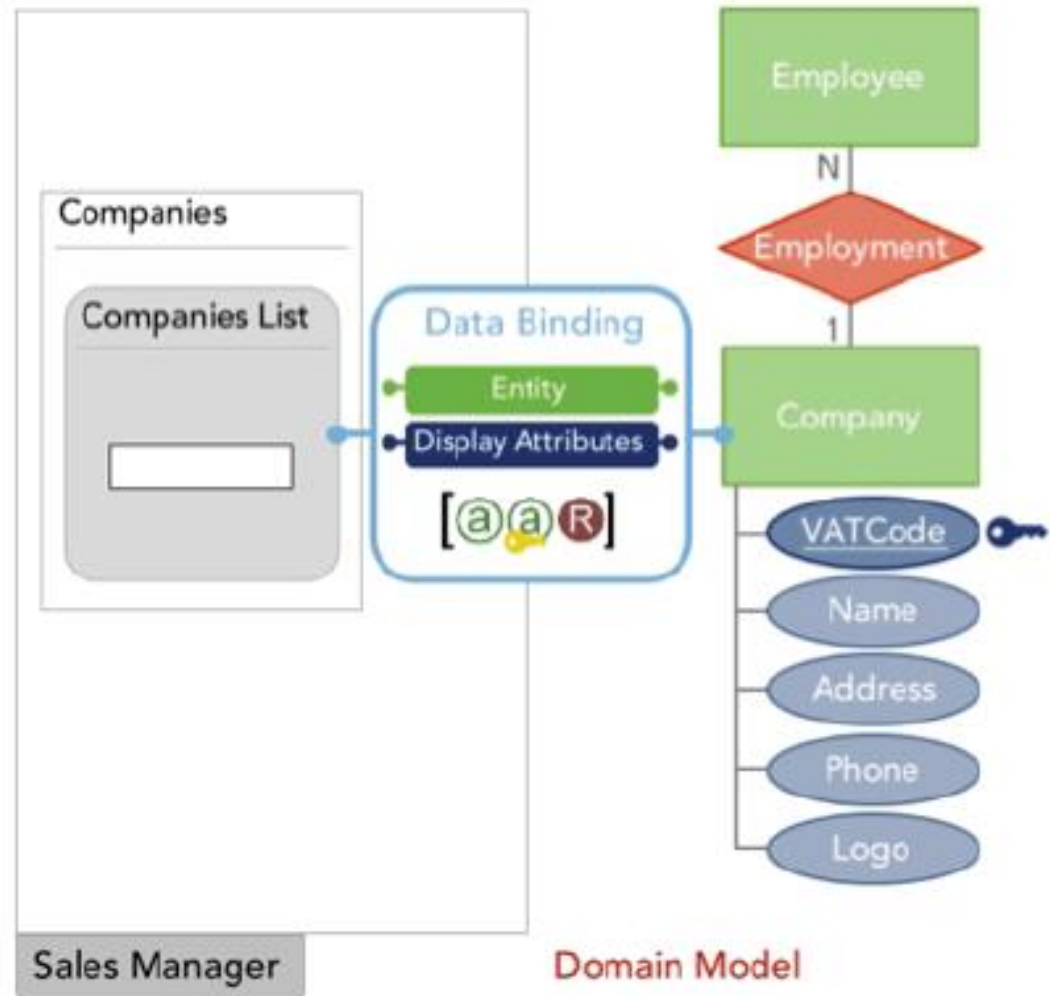 Companies
Companies List
Data Binding
Entity
Display Attributes
[a a R]
Employee
N
Employment
1
Company
VATCode
Name
Address
Phone
Logo
Sales Manager
Domain Model